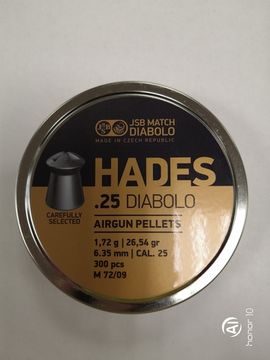 JSB MATCH
DIABOLO
MADE IN CZECH REPUBLIC
HADES
.25 DIABOLO
CAREFULLY
SELECTED
AIRGUN PELLETS
1,72 g | 26,54 gr
6.35 mm | CAL. 25
300 pcs
M 72/09
AI
honor 10